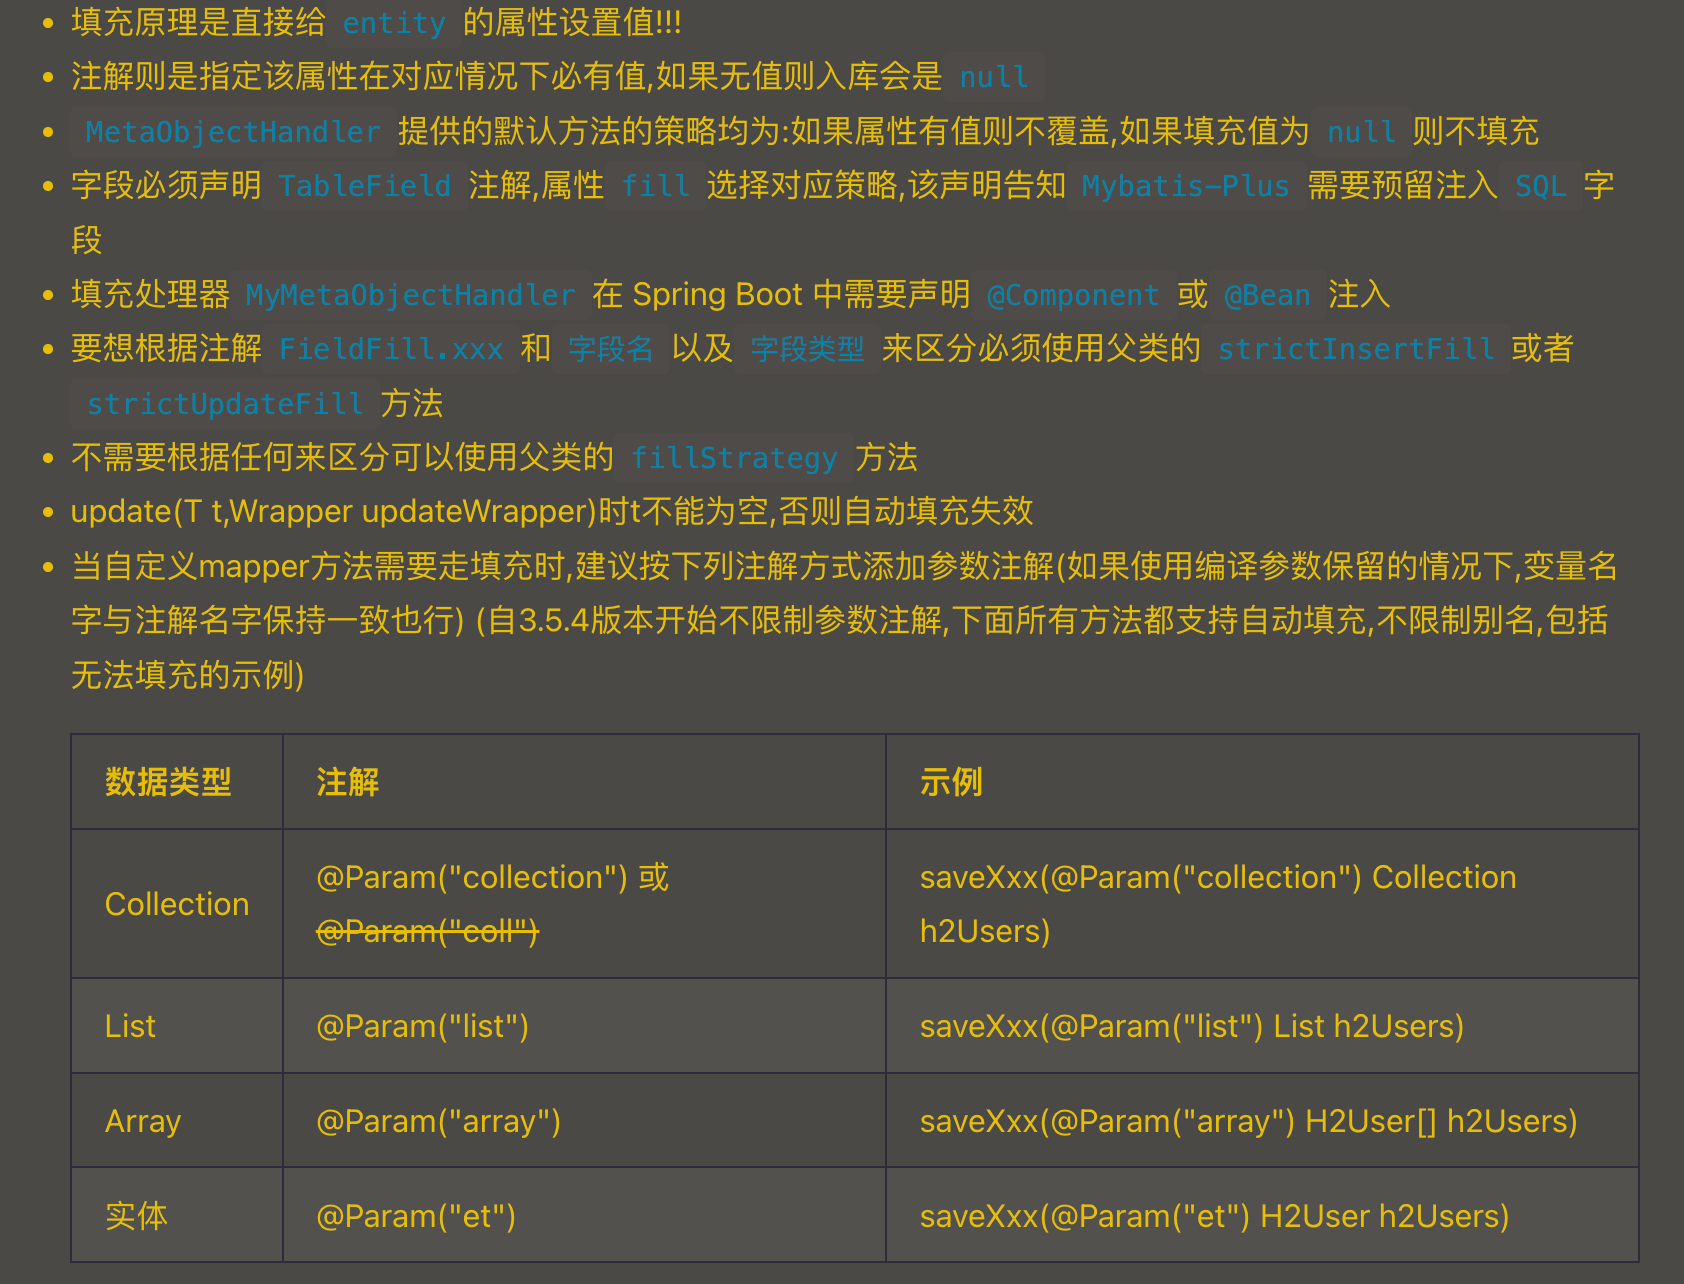 填充原理是直接给 entity 的属性设置值!!!
注解则是指定该属性在对应情况下必有值,如果无值则入库会是 null
MetaObjectHandler 提供的默认方法的策略均为:如果属性有值则不覆盖,如果填充值为 null 则不填充
字段必须声明 TableField 注解,属性 fill 选择对应策略,该声明告知 Mybatis-Plus 需要预留注入 SQL 字
段
填充处理器 MyMetaObjectHandler 在 Spring Boot 中需要声明 @Component 或 @Bean 注入
要想根据注解 FieldFill.xxx 和 字段名 以及 字段类型 来区分必须使用父类的 strictInsertFill 或者
strictUpdateFill 方法
不需要根据任何来区分可以使用父类的 fillStrategy 方法
update(T t,Wrapper updateWrapper)时t不能为空,否则自动填充失效
当自定义mapper方法需要走填充时,建议按下列注解方式添加参数注解(如果使用编译参数保留的情况下,变量名
字与注解名字保持一致也行) (自3.5.4版本开始不限制参数注解,下面所有方法都支持自动填充,不限制别名,包括
无法填充的示例)
数据类型 注解 示例
Collection @Param("collection") 或 saveXxx(@Param("collection") Collection
@Param("coll") h2Users)
List @Param("list") saveXxx(@Param("list") List h2Users)
Array @Param("array") saveXxx(@Param("array") H2User[] h2Users)
实体 @Param("et") saveXxx(@Param("et") H2User h2Users)